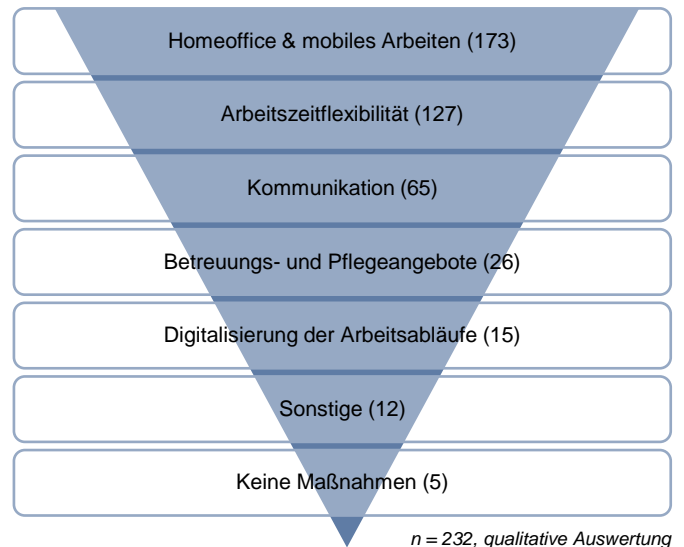 Homeoffice & mobiles Arbeiten (173)
Arbeitszeitflexibilität (127)
Kommunikation (65)
Betreuungs- und Pflegeangebote (26)
Digitalisierung der Arbeitsabläufe (15)
Sonstige (12)
Keine Maßnahmen (5)
n = 232, qualitative Auswertung